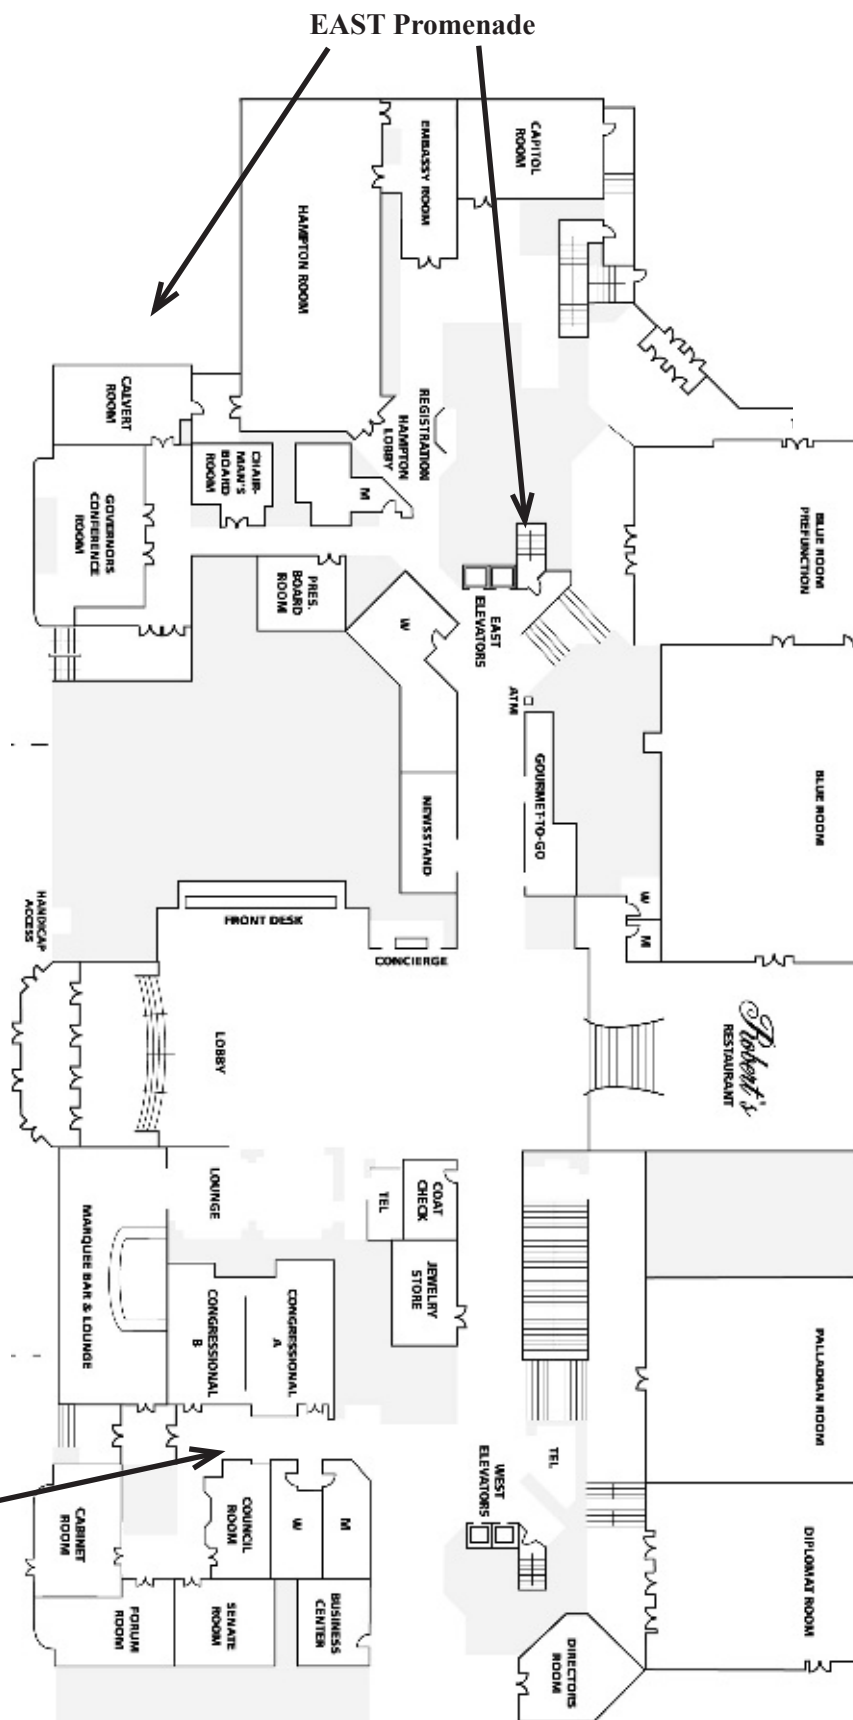 EAST Promenade
EMBASSY ROOM
CAPITOL
ROOM
HAMPTON ROOM
CALVERT
ROOM
REGISTRATION
HAMPTON
LOBBY
CHAIR-
MAN'S
BOARD
ROOM
M
GOVERNORS
CONFERENCE
ROOM
BLUE ROOM
PREFUNCTION
PRES.
BOARD
ROOM
W
EAST
ELEVATORS
ATM
GOURMET-TO-GO
BLUE ROOM
NEWSSTAND
W
M
HANDICAP
ACCESS
FRONT DESK
CONCIERGE
LOBBY
Robert's
RESTAURANT
LOUNGE
TEL
COAT
CHECK
MARQUEE BAR & LOUNGE
JEWELRY
STORE
CONGRESSIONAL
A
CONGRESSIONAL
B
PALLADIAN ROOM
WEST
ELEVATORS
TEL
CABINET
ROOM
COUNCIL
ROOM
W
M
DIPLOMAT ROOM
FORUM
ROOM
SENATE
ROOM
BUSINESS
CENTER
DIRECTORS
ROOM